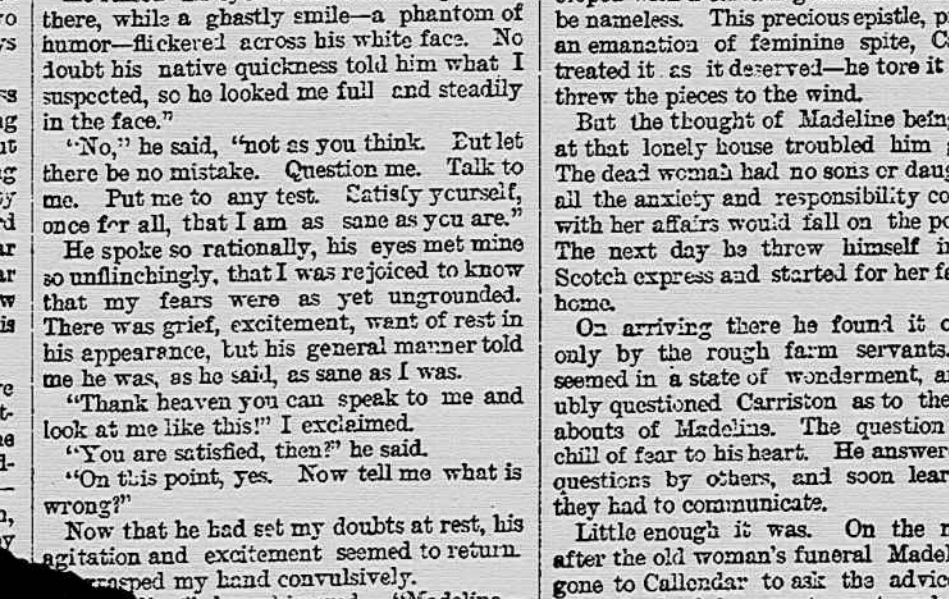 there, while a ghastly smile—a phantom of
humor—flickered across his white face. No
doubt his native quickness told him what I
suspected, so he looked me full and steadily
in the face."
"No," he said, "not as you think. But let
there be no mistake. Question me. Talk to
me. Put me to any test. Satisfy yourself,
once for all, that I am as sane as you are."
He spoke so rationally, his eyes met mine
so unflinchingly, that I was rejoiced to know
that my fears were as yet ungrounded.
There was grief, excitement, want of rest in
his appearance, but his general manner told
me he was, as he said, as sane as I was.
"Thank heaven you can speak to me and
look at me like this!" I exclaimed.
"You are satisfied, then?" he said.
"On this point, yes. Now tell me what is
wrong?"
Now that he had set my doubts at rest, his
agitation and excitement seemed to return.
grasped my hand convulsively.
be nameless. This precious epistle,
an emanation of feminine spite,
treated it as it deserved—he tore it
threw the pieces to the wind.
But the thought of Madeline
at that lonely house troubled him
The dead woman had no sons or
all the anxiety and responsibility
with her affairs would fall on the
The next day he threw himself
Scotch express and started for her
home.
On arriving there he found it
only by the rough farm servants.
seemed in a state of wonderment,
ubly questioned Carriston as to
abouts of Madeline. The question
chill of fear to his heart. He
questions by others, and soon
they had to communicate.
Little enough it was. On the
after the old woman's funeral
gone to Callendar to ask the